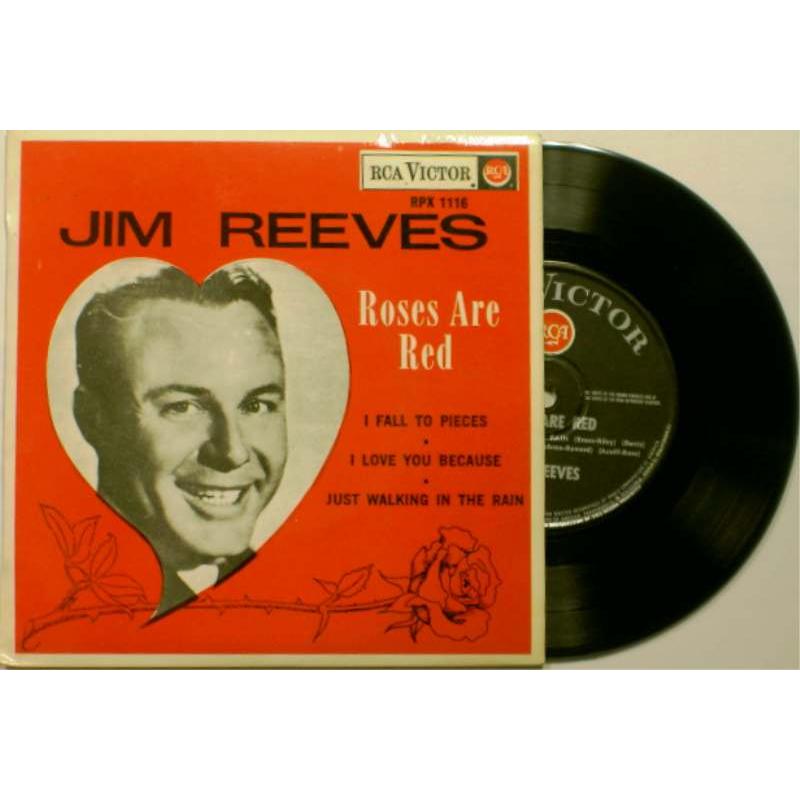 RCA VICTOR RCA
RPX 1116
JIM REEVES
Roses Are
Red
I FALL TO PIECES
•
I LOVE YOU BECAUSE
•
JUST WALKING IN THE RAIN
VICTOR
RCA
ARE RED
EEVES